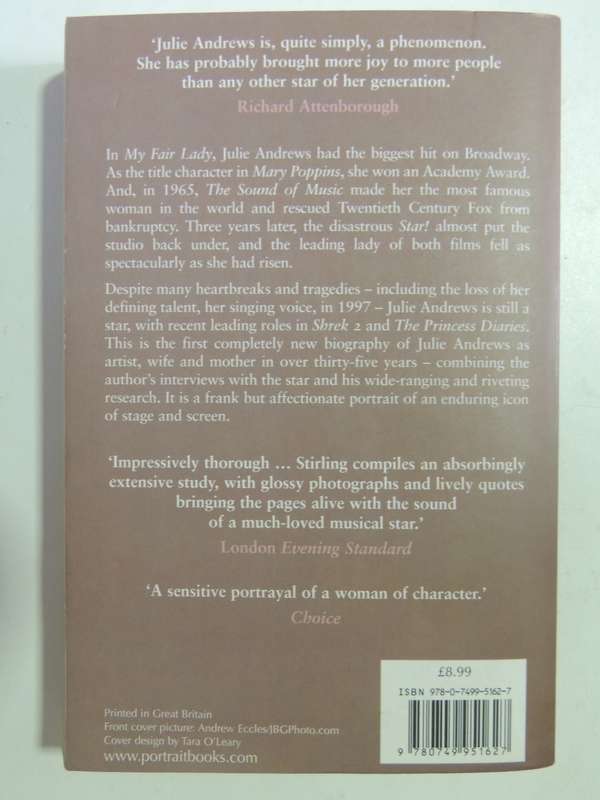 ‘Julie Andrews is, quite simply, a phenomenon.
She has probably brought more joy to more people
than any other star of her generation.’
Richard Attenborough
In My Fair Lady, Julie Andrews had the biggest hit on Broadway.
As the title character in Mary Poppins, she won an Academy Award.
And, in 1965, The Sound of Music made her the most famous
woman in the world and rescued Twentieth Century Fox from
bankruptcy. Three years later, the disastrous Star! almost put the
studio back under, and the leading lady of both films fell as
spectacularly as she had risen.
Despite many heartbreaks and tragedies – including the loss of her
defining talent, her singing voice, in 1997 – Julie Andrews is still a
star, with recent leading roles in Shrek 2 and The Princess Diaries.
This is the first completely new biography of Julie Andrews as
artist, wife and mother in over thirty-five years – combining the
author’s interviews with the star and his wide-ranging and riveting
research. It is a frank but affectionate portrait of an enduring icon
of stage and screen.
‘Impressively thorough … Stirling compiles an absorbingly
extensive study, with glossy photographs and lively quotes
bringing the pages alive with the sound
of a much-loved musical star.’
London Evening Standard
‘A sensitive portrayal of a woman of character.’
Choice
£8.99
ISBN 978-0-7499-5162-7
9 780749 951627
Printed in Great Britain
Front cover picture: Andrew Eccles/JBGPhoto.com
Cover design by Tara O’Leary
www.portraitbooks.com